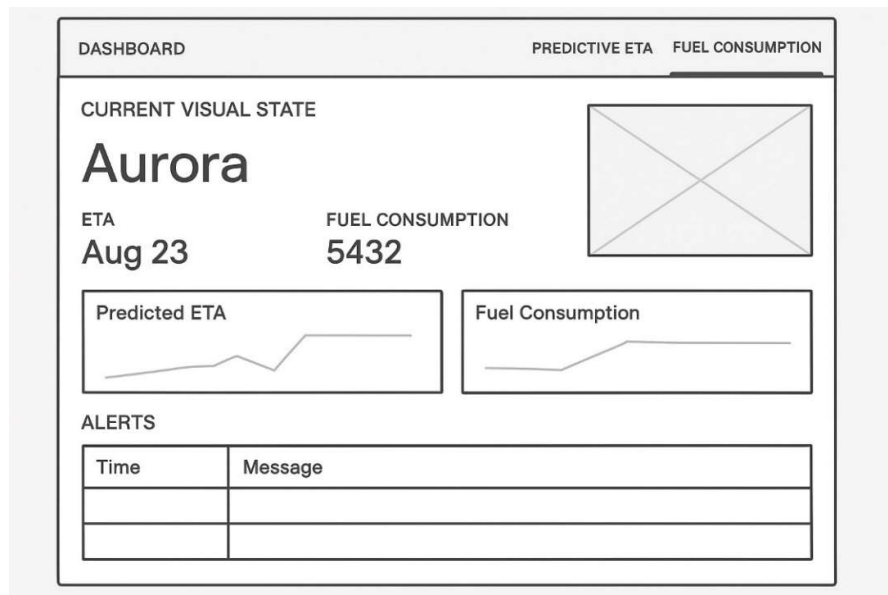 DASHBOARD
PREDICTIVE ETA
FUEL CONSUMPTION
CURRENT VISUAL STATE
Aurora
ETA
FUEL CONSUMPTION
Aug 23
5432
Predicted ETA
Fuel Consumption
ALERTS
Time
Message